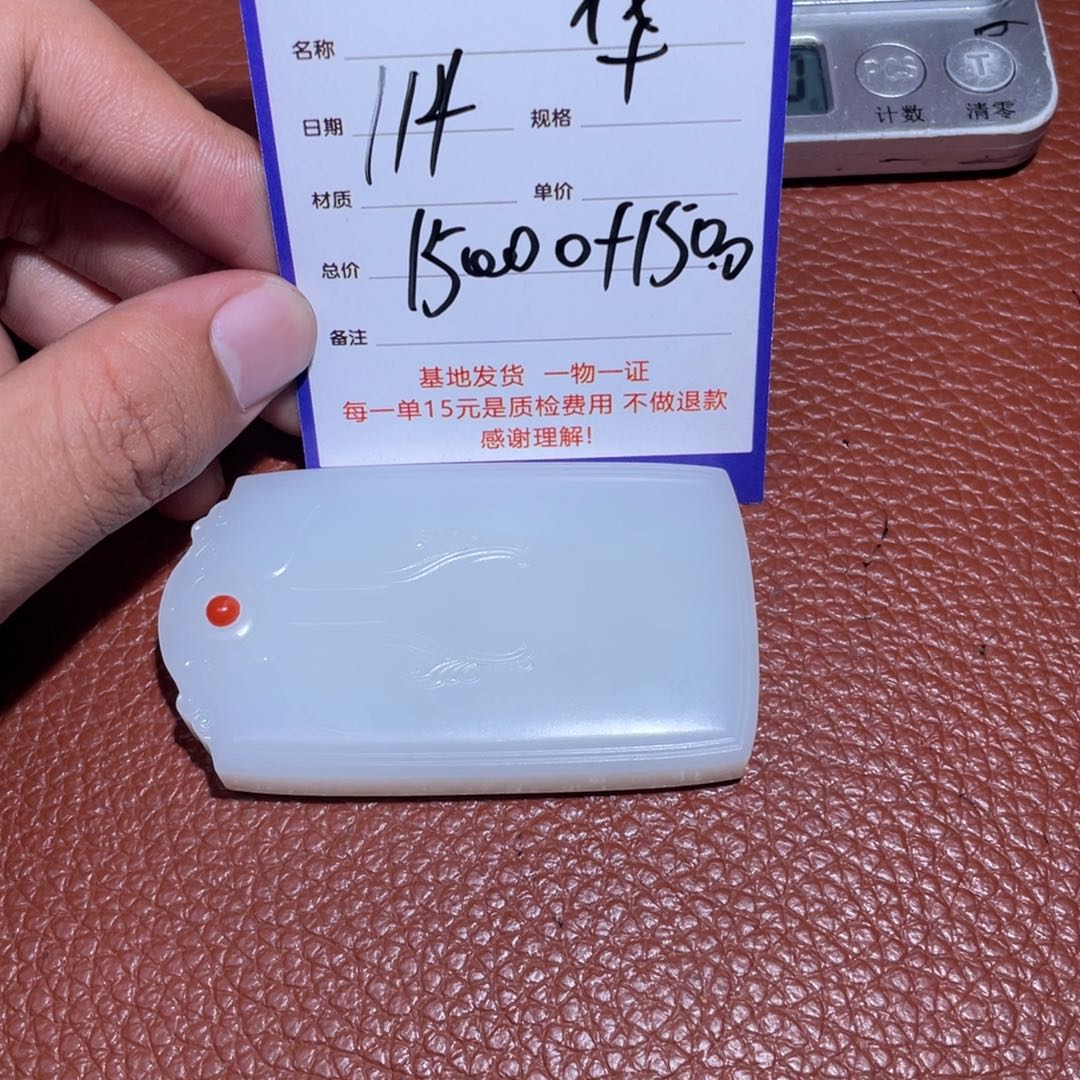 名称
日期 114 规格
材质 单价
总价 150000+1500
备注
基地发货 一物一证
每一单15元是质检费用 不做退款
感谢理解!
PCS T
计数 清零